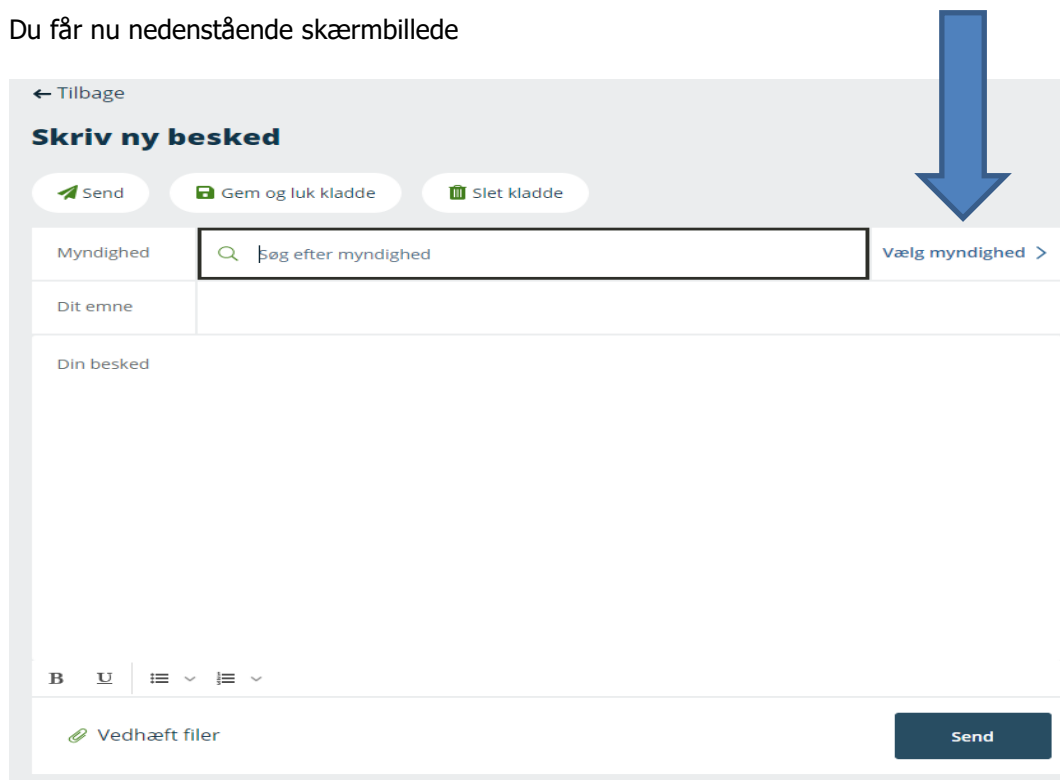 Du får nu nedenstående skærmbillede
← Tilbage
Skriv ny besked
Send Gem og luk kladde Slet kladde
Myndighed Søg efter myndighed Vælg myndighed >
Dit emne
Din besked
B U
Vedhæft filer Send